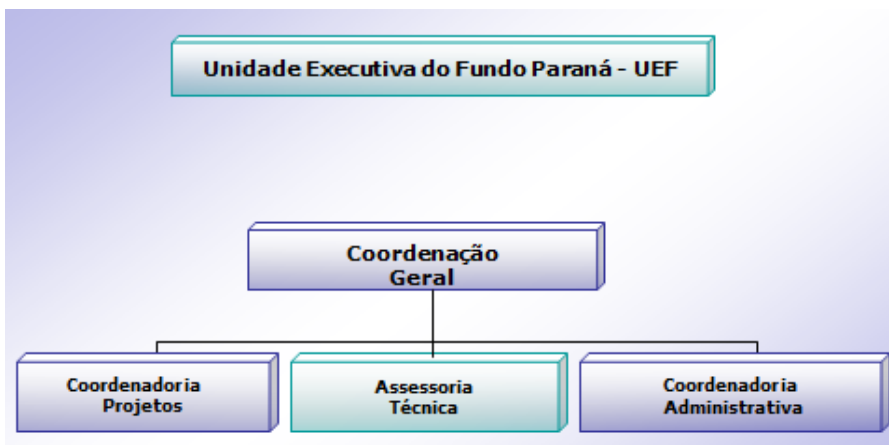 Unidade Executiva do Fundo Paraná - UEF
Coordenação
Geral
Coordenadoria
Projetos
Assessoria
Técnica
Coordenadoria
Administrativa